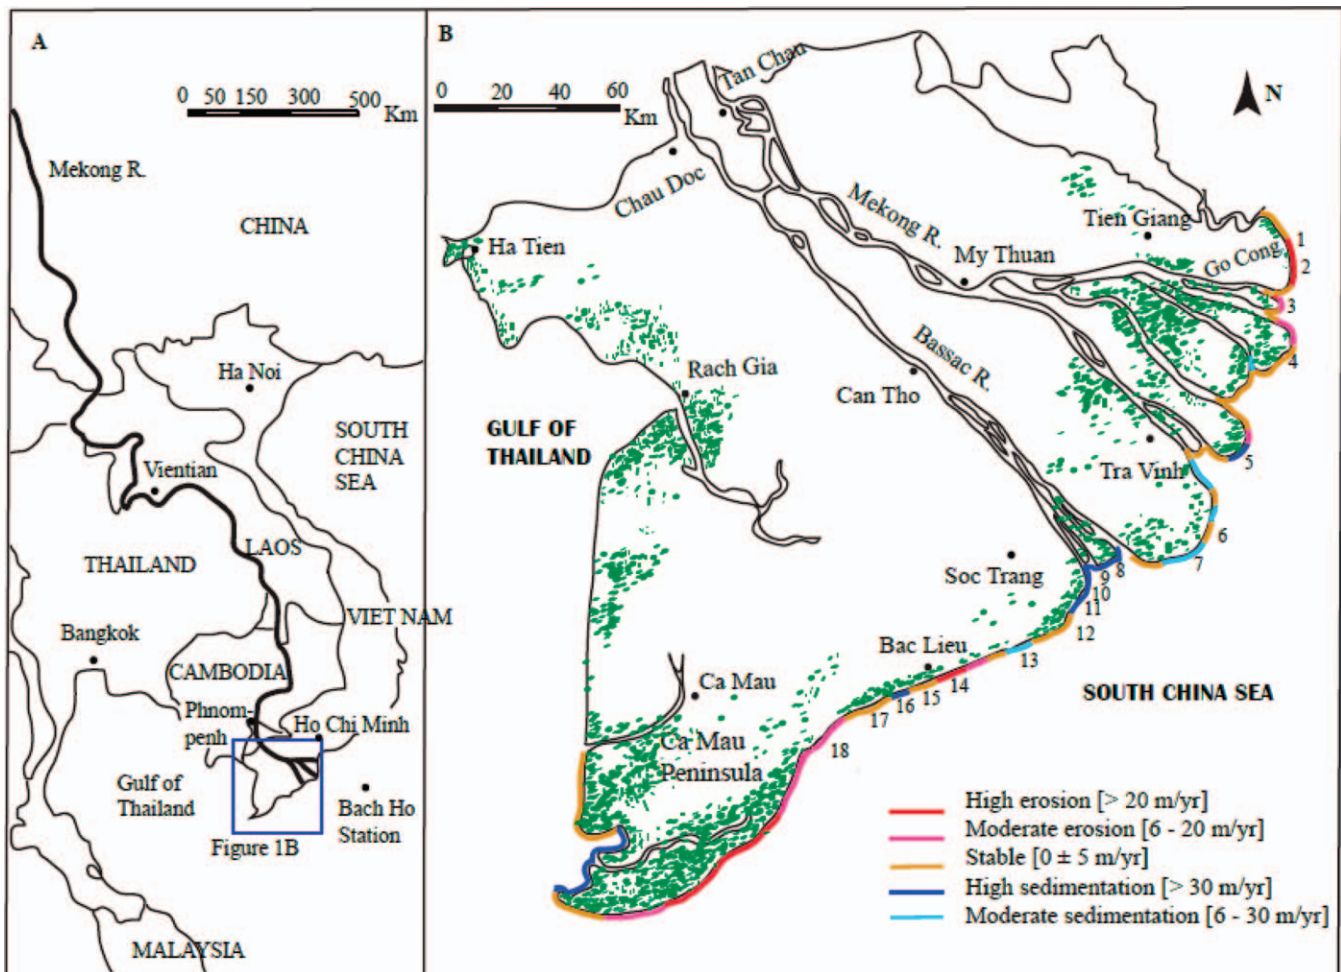 A
0 50 150 300 500
Km
Mekong R.
CHINA
Ha Noi
SOUTH
CHINA
SEA
Vientian
LAOS
THAILAND
VIET NAM
Bangkok
CAMBODIA
Phnom-
penh
Ho Chi Minh
Gulf of
Thailand
Bach Ho
Station
Figure 1B
MALAYSIA
B
0 20 40 60
Km
N
Tan Chau
Chau Doc
Mekong R.
Tien Giang
Ha Tien
My Thuan
Go Cong
1
2
3
4
Rach Gia
Can Tho
Bassac R.
GULF OF
THAILAND
Tra Vinh
5
6
7
8
9
10
11
12
Soc Trang
Bac Lieu
13
14
15
16
17
18
SOUTH CHINA SEA
Ca Mau
Ca Mau
Peninsula
High erosion [> 20 m/yr]
Moderate erosion [6 - 20 m/yr]
Stable [0 ± 5 m/yr]
High sedimentation [> 30 m/yr]
Moderate sedimentation [6 - 30 m/yr]